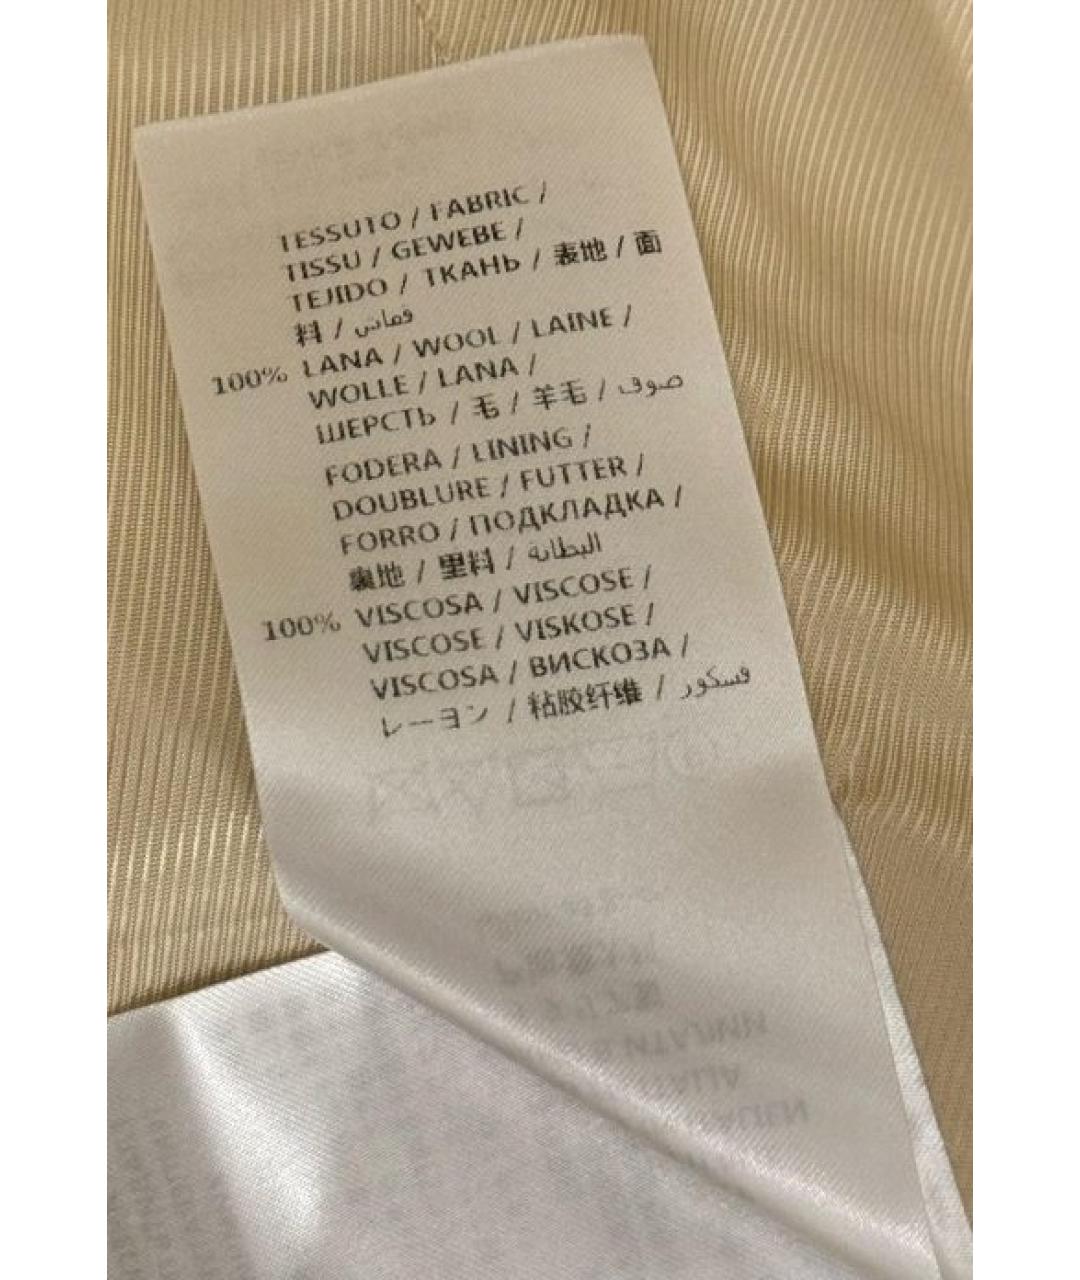 TESSUTO / FABRIC /
TISSU / GEWEBE /
TEJIDO / ТКАНЬ / 表地 / 面
料 / قماش
100% LANA / WOOL / LAINE /
WOLLE / LANA /
ШЕРСТЬ / 毛 / 羊毛 / صوف
FODERA / LINING /
DOUBLURE / FUTTER /
FORRO / ПОДКЛАДКА /
裏地 / 里料 / البطانة
100% VISCOSA / VISCOSE /
VISCOSE / VISKOSE /
VISCOSA / ВИСКОЗА /
レーヨン / 粘胶纤维 / فسكور